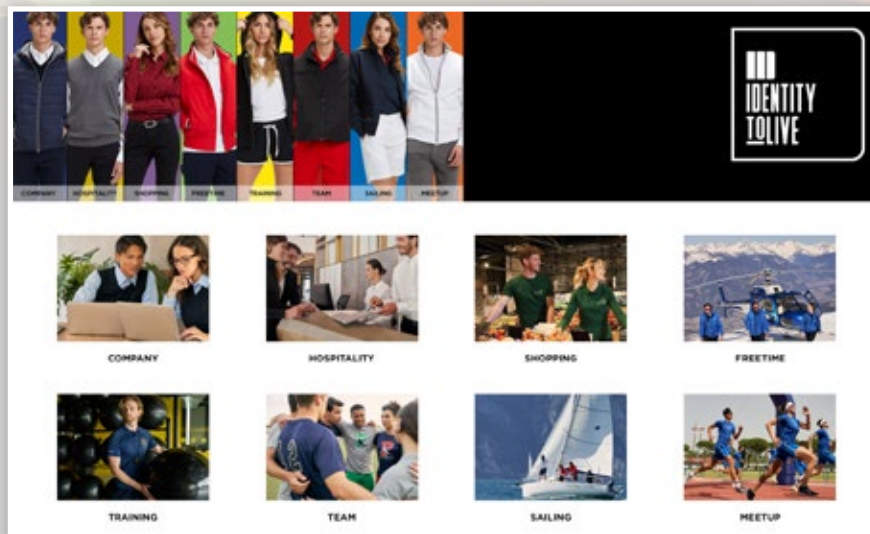 IDENTITY
TOLIVE
COMPANY HOSPITALITY SHOPPING FREETIME TRAINING TEAM SAILING MEETUP
COMPANY HOSPITALITY SHOPPING FREETIME
TRAINING TEAM SAILING MEETUP